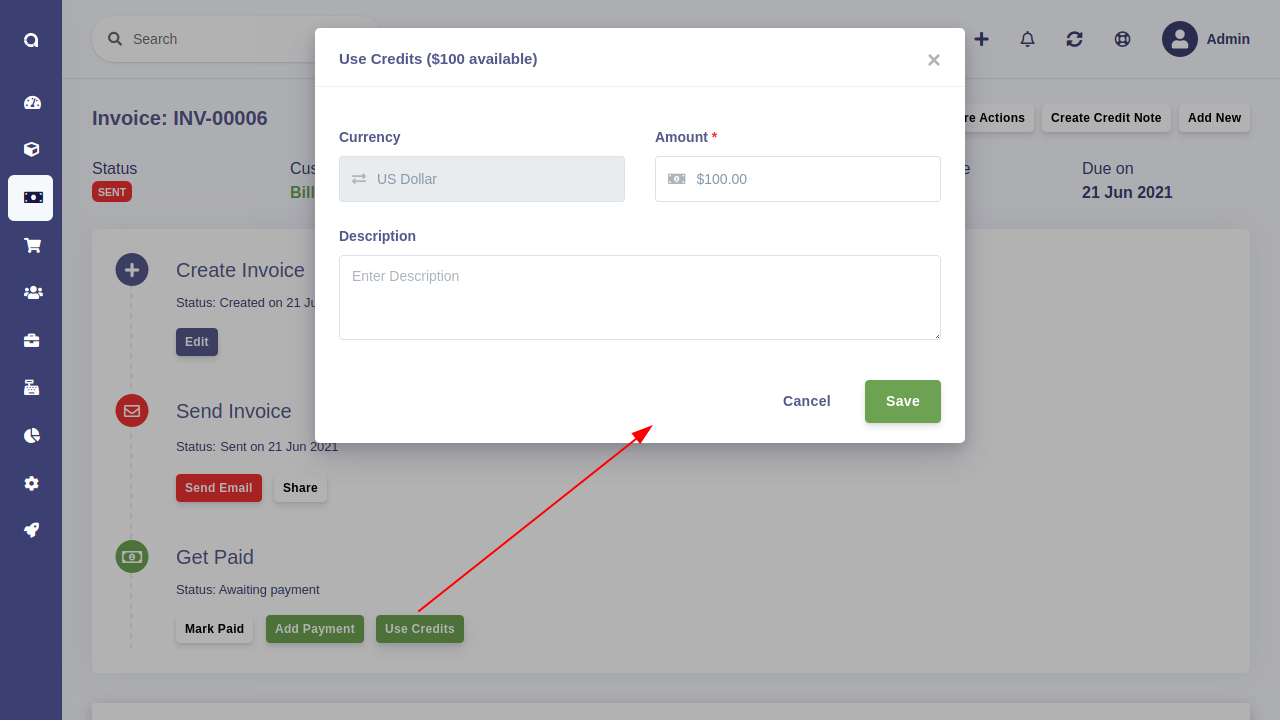 Search
Admin
Use Credits ($100 available)
×
Invoice: INV-00006
re Actions
Create Credit Note
Add New
Currency
Amount *
US Dollar
$100.00
Status
Cus
e
Due on
SENT
Bill
21 Jun 2021
Description
Enter Description
Create Invoice
Status: Created on 21 Ju
Edit
Cancel
Save
Send Invoice
Status: Sent on 21 Jun 2021
Send Email
Share
Get Paid
Status: Awaiting payment
Mark Paid
Add Payment
Use Credits